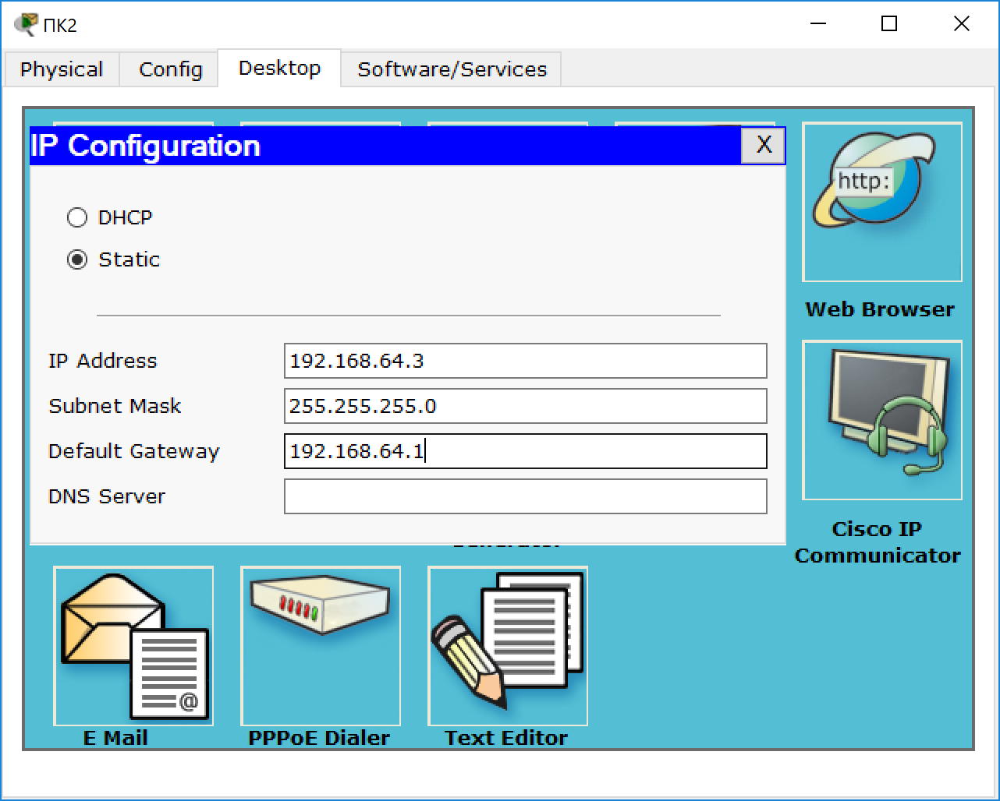 ПК2
Physical
Config
Desktop
Software/Services
IP Configuration
X
DHCP
Static
IP Address
192.168.64.3
Subnet Mask
255.255.255.0
Default Gateway
192.168.64.1
DNS Server
http:
Web Browser
Cisco IP
Communicator
@
E Mail
PPPoE Dialer
Text Editor